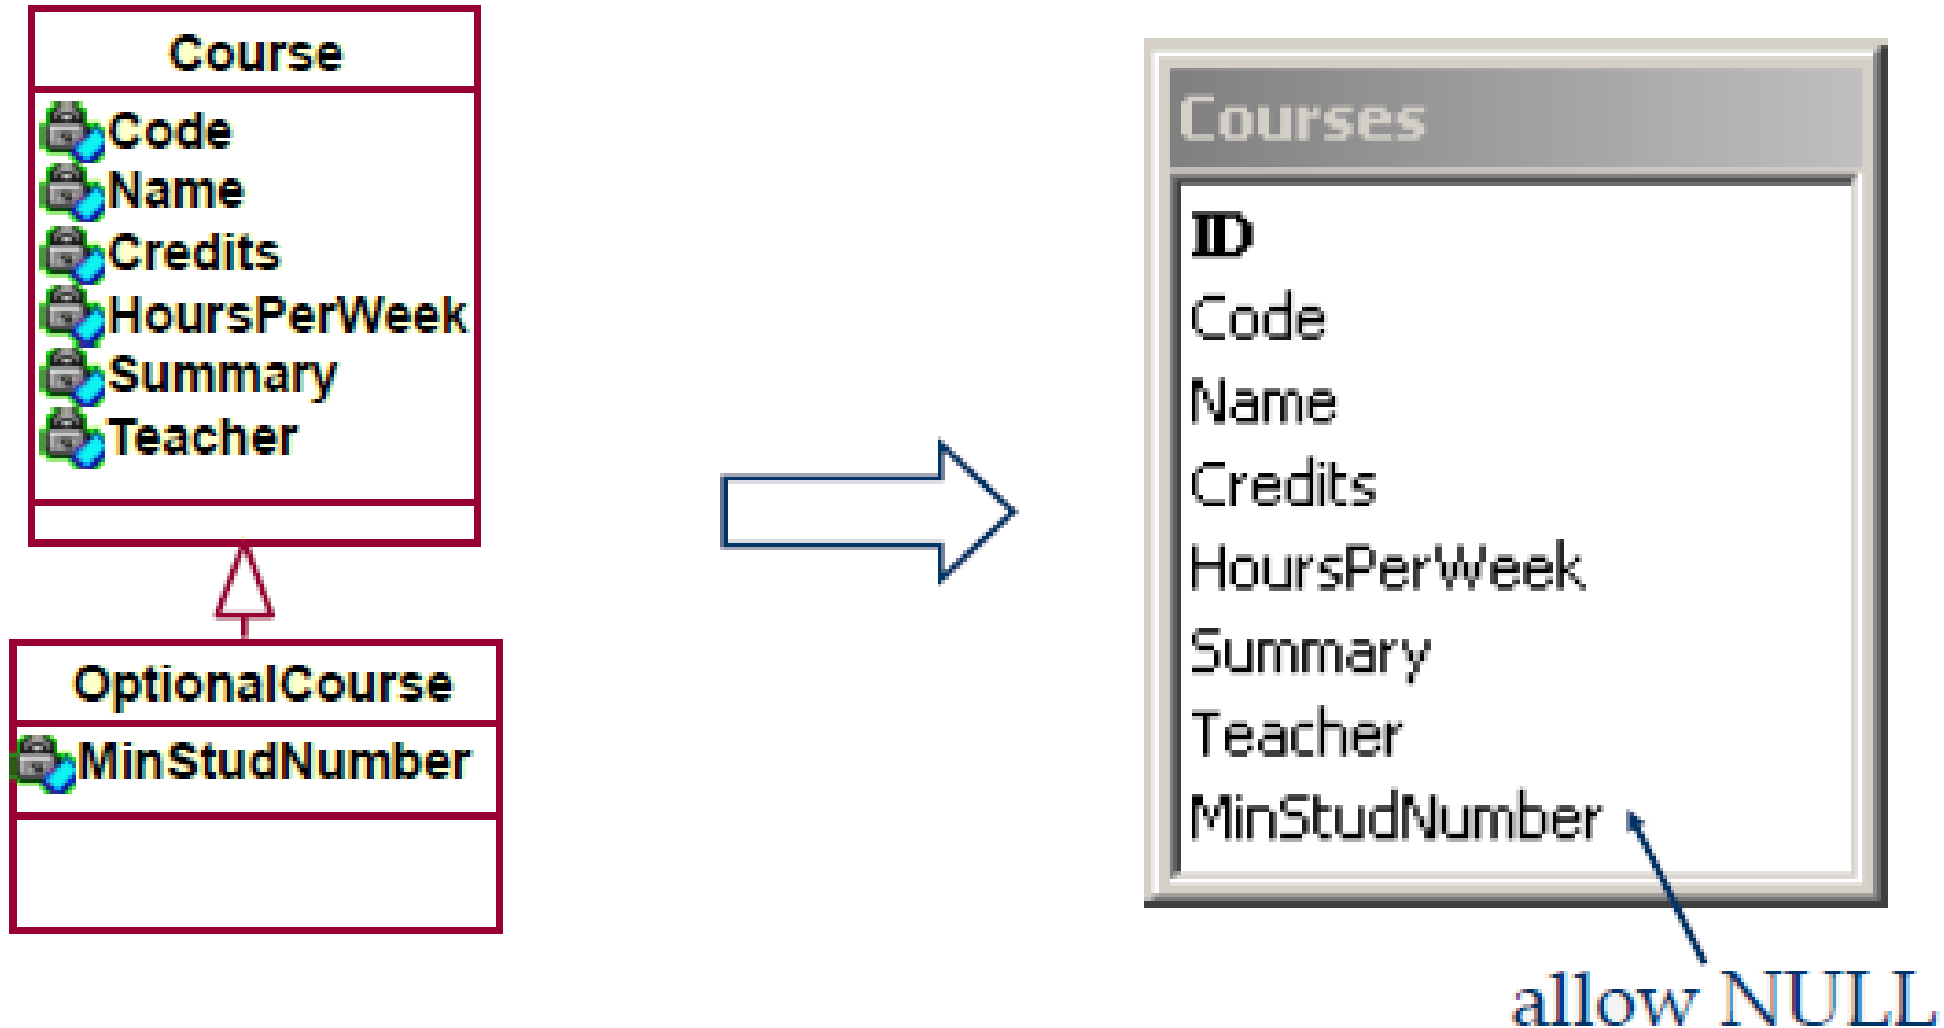 Course
Code
Name
Credits
HoursPerWeek
Summary
Teacher
OptionalCourse
MinStudNumber
Courses
ID
Code
Name
Credits
HoursPerWeek
Summary
Teacher
MinStudNumber
allow NULL